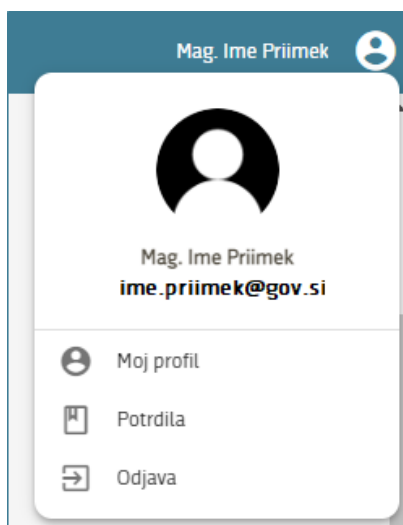 Mag. Ime Priimek
Mag. Ime Priimek
ime.priimek@gov.si
Moj profil
Potrdila
Odjava